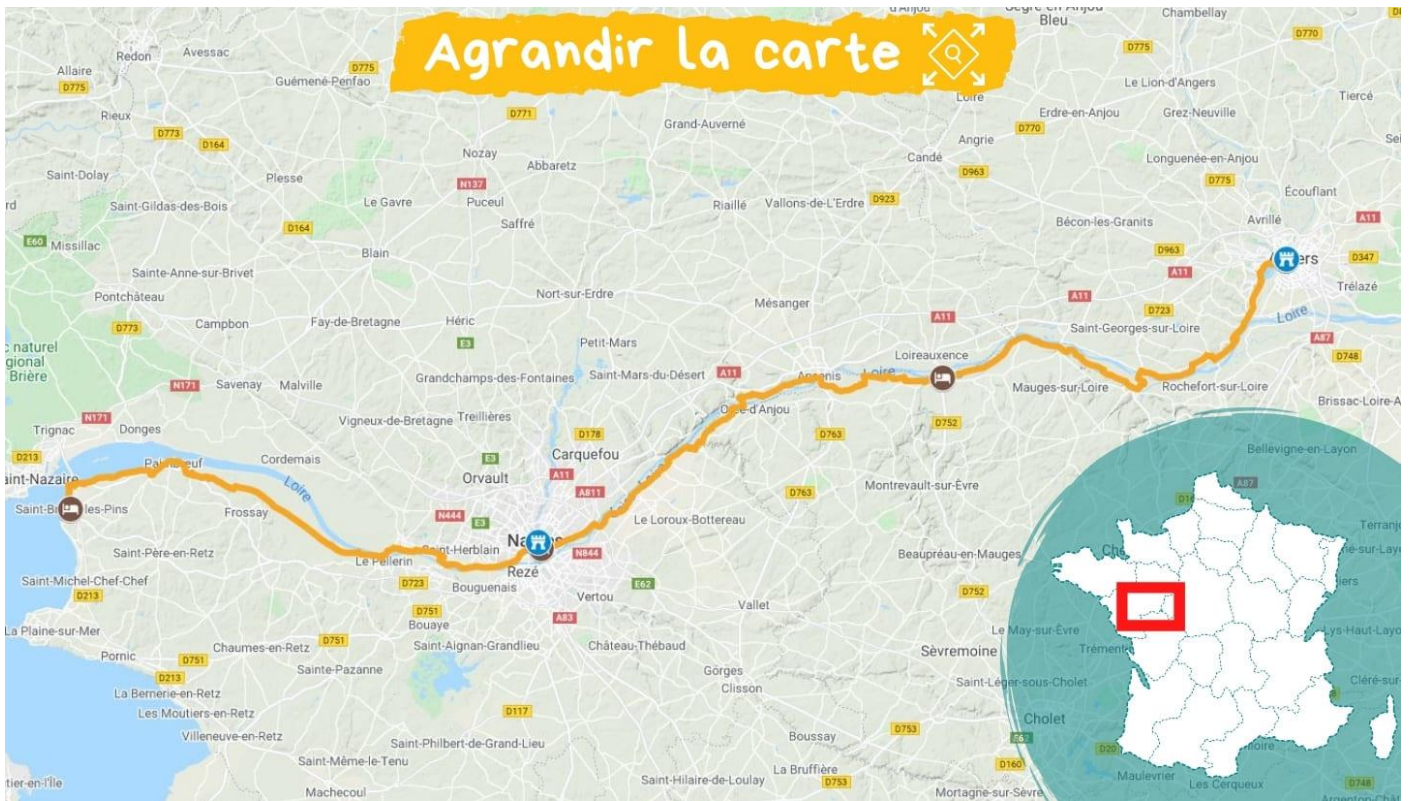 Agrandir la carte
Bleu
Chambellay
D770
Redon
Avessac
D775
Allaire
D775
Guémené-Penfao
D775
Le Lion-d'Angers
Tiercé
Rieux
D771
Loire
Erdre-en-Anjou
Grez-Neuville
D773
D164
Grand-Auverné
D770
Angrie
Nozay
Abbaretz
Candé
D963
Longuenée-en-Anjou
Saint-Dolay
Plesse
N137
D775
Écouflant
Saint-Gildas-des-Bois
Le Gavre
Puceul
Riaillé
Vallons-de-L'Erdre
D923
Bécon-les-Granits
Avrillé
A11
D164
Saffré
E60
Missillac
Blain
D963
D347
Sainte-Anne-sur-Brivet
A11
Trélazé
Pontchâteau
Nort-sur-Erdre
Mésanger
A11
D723
Loire
D773
Campbon
Fay-de-Bretagne
Héric
A11
Saint-Georges-sur-Loire
A87
E3
Petit-Mars
Loireauxence
D748
N171
Savenay
Malville
Grandchamps-des-Fontaines
Saint-Mars-du-Désert
A11
Loire
Mauges-sur-Loire
Rochefort-sur-Loire
N171
Vigneux-de-Bretagne
Treillières
D752
Trignac
Donges
D178
D763
D213
Cordemais
E3
Carquefou
Bellevigne-en-Layon
Orvault
A11
A811
D763
Montrevault-sur-Èvre
A87
Loire
Frossay
N444
E3
Le Loroux-Bottereau
Saint-Père-en-Retz
Saint-Herblain
N844
Beaupréau-en-Mauges
Le Pellerin
Rezé
Saint-Michel-Chef-Chef
D723
Bouguenais
E62
D213
Vertou
Vallet
D752
D751
A83
La Plaine-sur-Mer
Bouaye
Le May-sur-Èvre
D751
Pornic
Chaumes-en-Retz
Saint-Aignan-Grandlieu
Château-Thébaud
Sèvremoine
D751
Sainte-Pazanne
Gorges
D213
Clisson
Saint-Léger-sous-Cholet
La Bernerie-en-Retz
Les Moutiers-en-Retz
D117
Cholet
Villeneuve-en-Retz
D753
Saint-Philbert-de-Grand-Lieu
Boussay
E62
D20
Saint-Même-le-Tenu
D160
La Bruffière
Maulevrier
Saint-Hilaire-de-Loulay
D753
Les Cerqueux
D748
Machecoul
Mortagne-sur-Sèvre